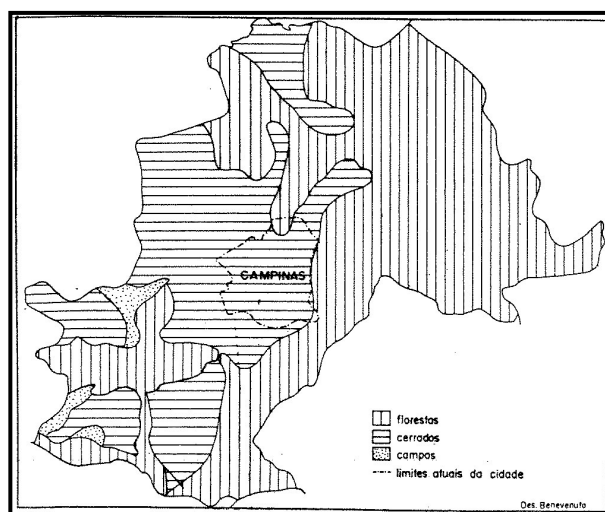 CAMPINAS
florestas
cerrados
campos
limites atuais da cidade
Des. Benevenuto